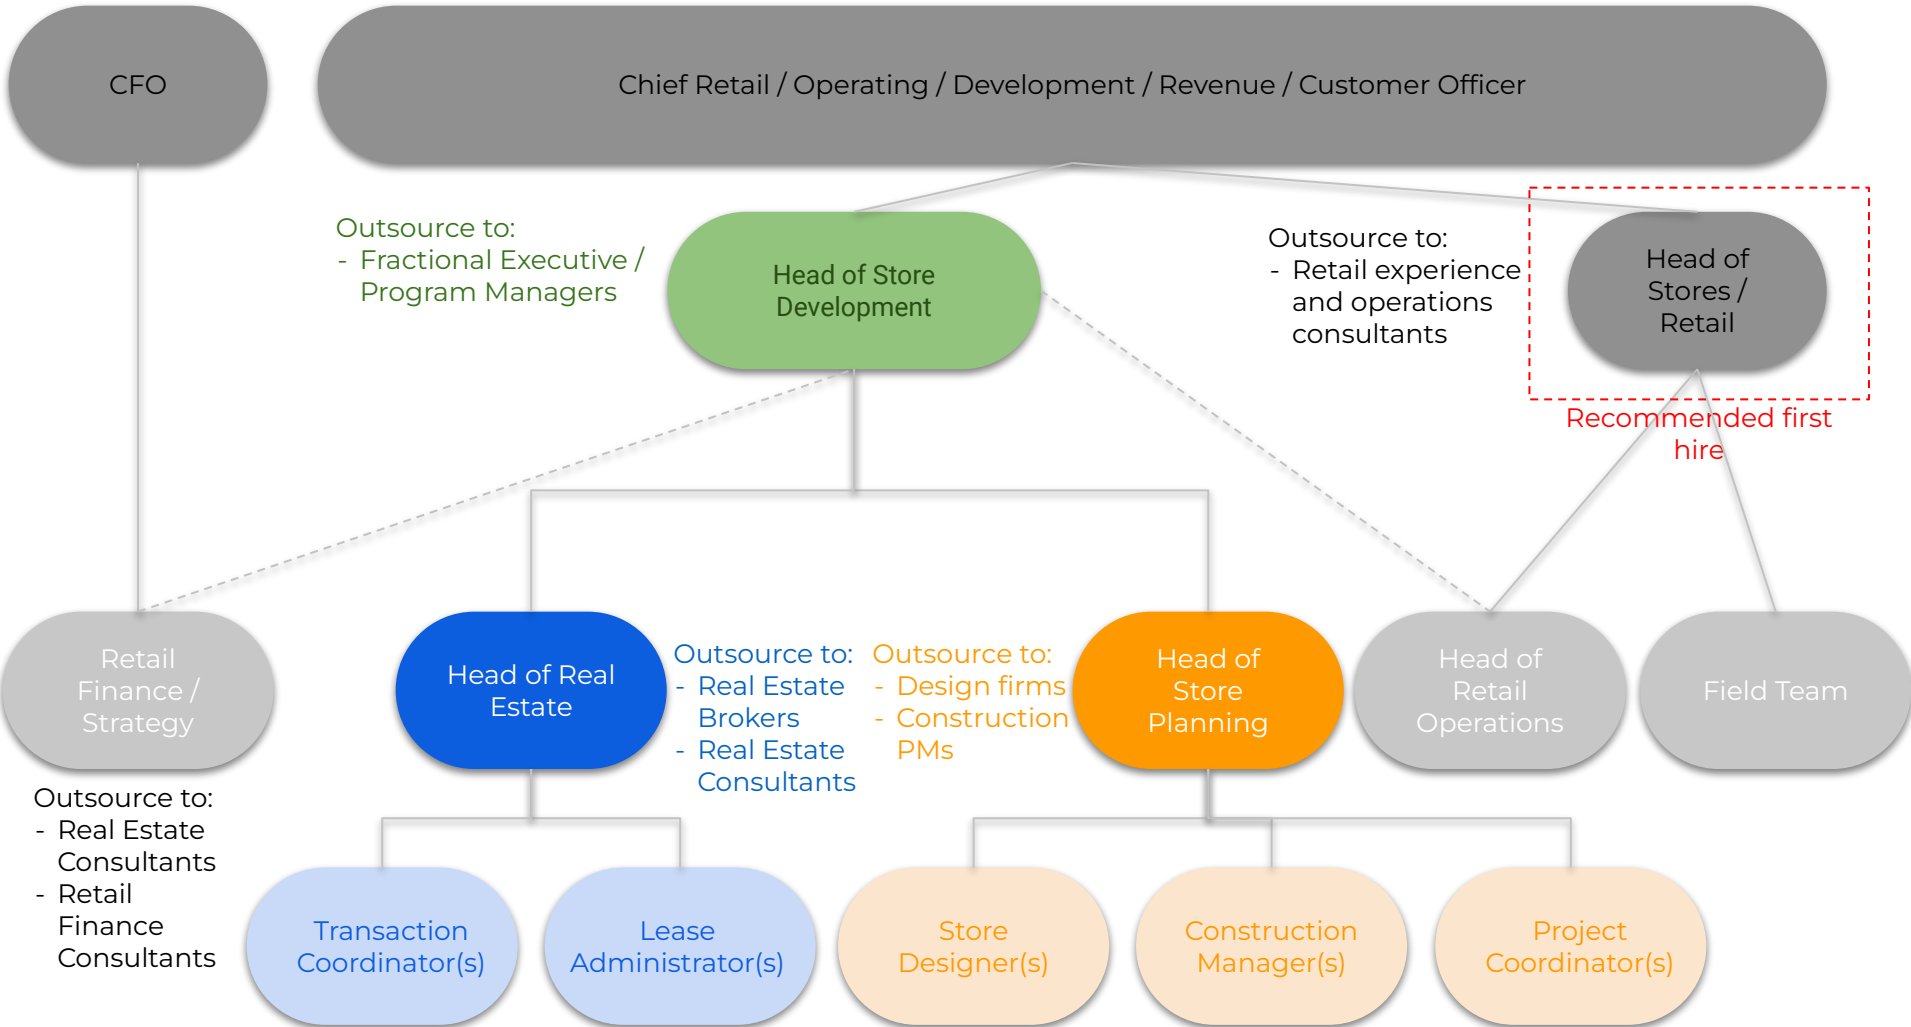 CFO
Chief Retail / Operating / Development / Revenue / Customer Officer
Outsource to:
- Fractional Executive /
Program Managers
Head of Store
Development
Outsource to:
- Retail experience
and operations
consultants
Head of
Stores /
Retail
Recommended first
hire
Retail
Finance /
Strategy
Head of Real
Estate
Outsource to:
- Real Estate
Brokers
- Real Estate
Consultants
Outsource to:
- Design firms
- Construction
PMs
Head of
Store
Planning
Head of
Retail
Operations
Field Team
Outsource to:
- Real Estate
Consultants
- Retail
Finance
Consultants
Transaction
Coordinator(s)
Lease
Administrator(s)
Store
Designer(s)
Construction
Manager(s)
Project
Coordinator(s)